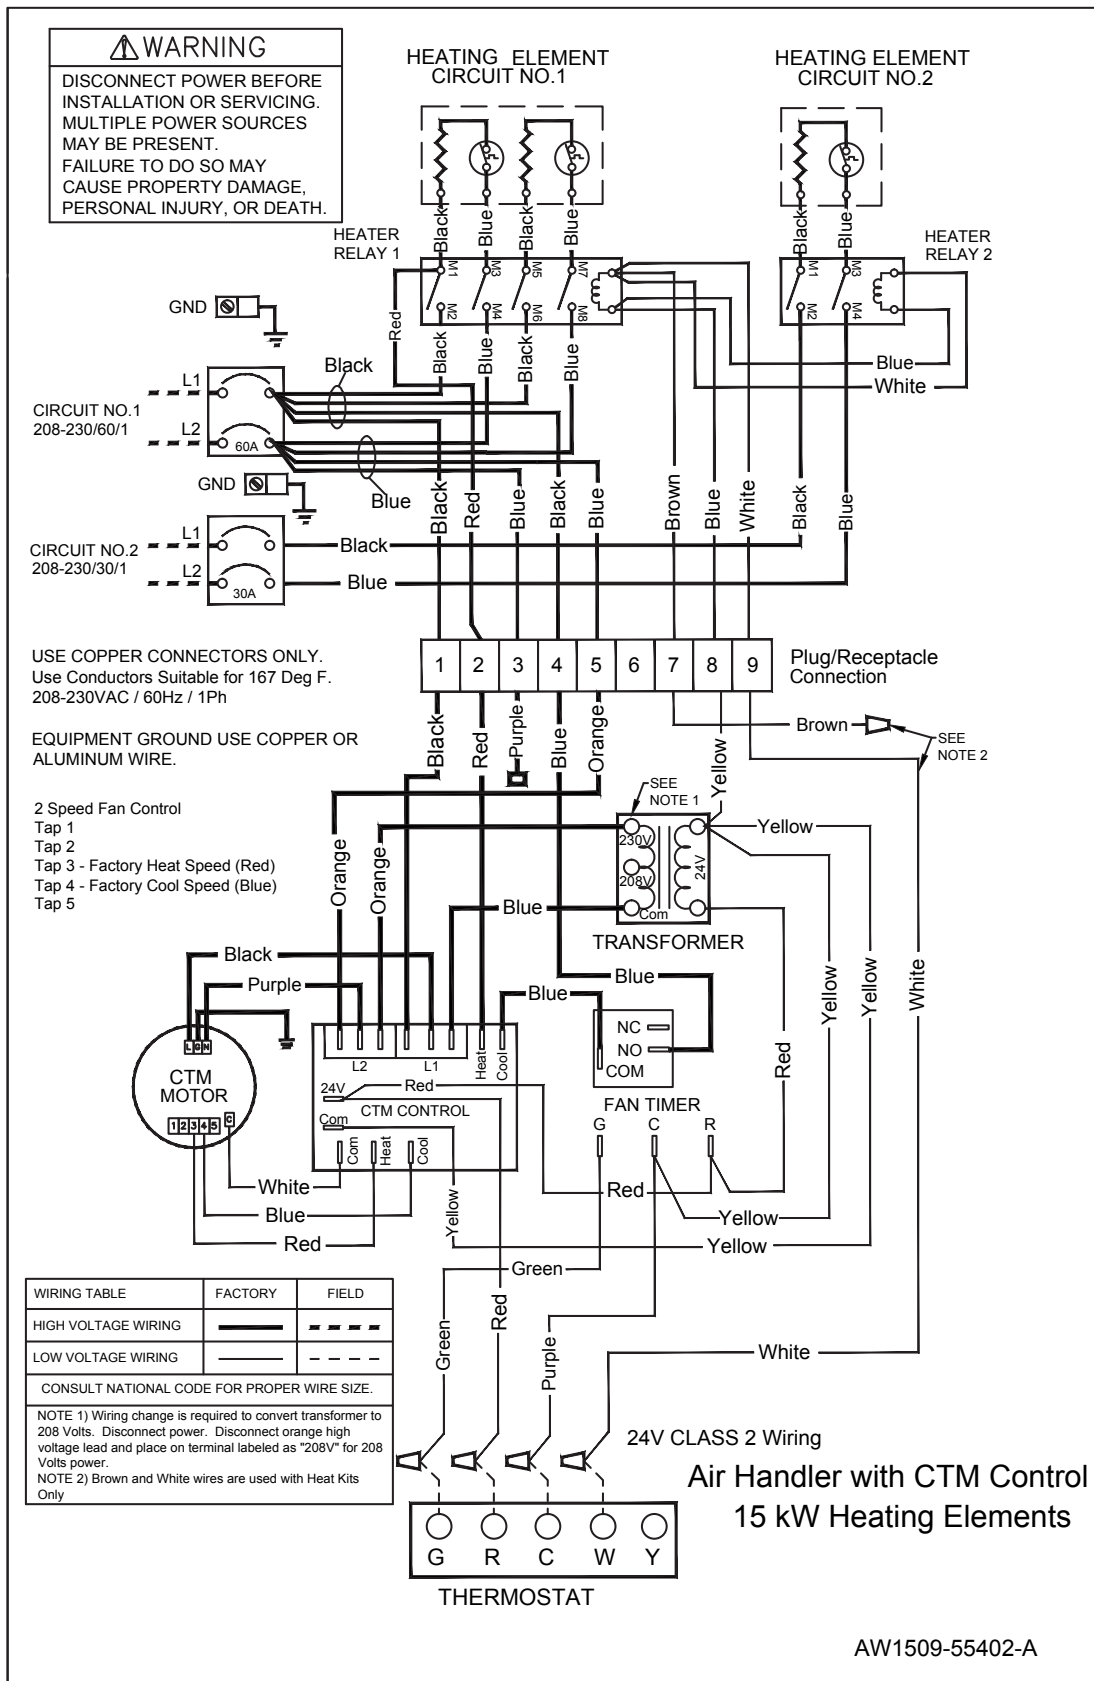 WARNING
DISCONNECT POWER BEFORE
INSTALLATION OR SERVICING.
MULTIPLE POWER SOURCES
MAY BE PRESENT.
FAILURE TO DO SO MAY
CAUSE PROPERTY DAMAGE,
PERSONAL INJURY, OR DEATH.
HEATING ELEMENT
CIRCUIT NO.1
HEATING ELEMENT
CIRCUIT NO.2
Black
Blue
Black
Blue
Black
Blue
HEATER
RELAY 1
M1
M3
M5
M7
M2
M4
M6
M8
M1
M3
M2
M4
HEATER
RELAY 2
GND
Red
Black
Blue
Black
Blue
Blue
White
L1
Black
CIRCUIT NO.1
208-230/60/1
L2
60A
GND
Blue
Black
Red
Blue
Black
Blue
Brown
Blue
White
Black
Blue
L1
CIRCUIT NO.2
208-230/30/1
L2
30A
Black
Blue
1 2 3 4 5 6 7 8 9
Plug/Receptacle
Connection
USE COPPER CONNECTORS ONLY.
Use Conductors Suitable for 167 Deg F.
208-230VAC / 60Hz / 1Ph
EQUIPMENT GROUND USE COPPER OR
ALUMINUM WIRE.
Black
Red
Purple
Blue
Orange
Yellow
Brown
SEE
NOTE 2
SEE
NOTE 1
2 Speed Fan Control
Tap 1
Tap 2
Tap 3 - Factory Heat Speed (Red)
Tap 4 - Factory Cool Speed (Blue)
Tap 5
230V
208V
Com
24V
Yellow
TRANSFORMER
Orange
Orange
Blue
Black
Purple
Blue
Blue
Yellow
Yellow
White
Red
L G N
CTM
MOTOR
1 2 3 4 5
C
L2
L1
Heat
Cool
24V
Red
CTM CONTROL
Com
Com
Heat
Cool
NC
NO
COM
FAN TIMER
G C R
White
Blue
Red
Yellow
Red
Yellow
Yellow
Green
Green
Red
Purple
White
WIRING TABLE FACTORY FIELD
HIGH VOLTAGE WIRING
LOW VOLTAGE WIRING
CONSULT NATIONAL CODE FOR PROPER WIRE SIZE.
NOTE 1) Wiring change is required to convert transformer to
208 Volts. Disconnect power. Disconnect orange high
voltage lead and place on terminal labeled as "208V" for 208
Volts power.
NOTE 2) Brown and White wires are used with Heat Kits
Only
24V CLASS 2 Wiring
Air Handler with CTM Control
15 kW Heating Elements
G R C W Y
THERMOSTAT
AW1509-55402-A